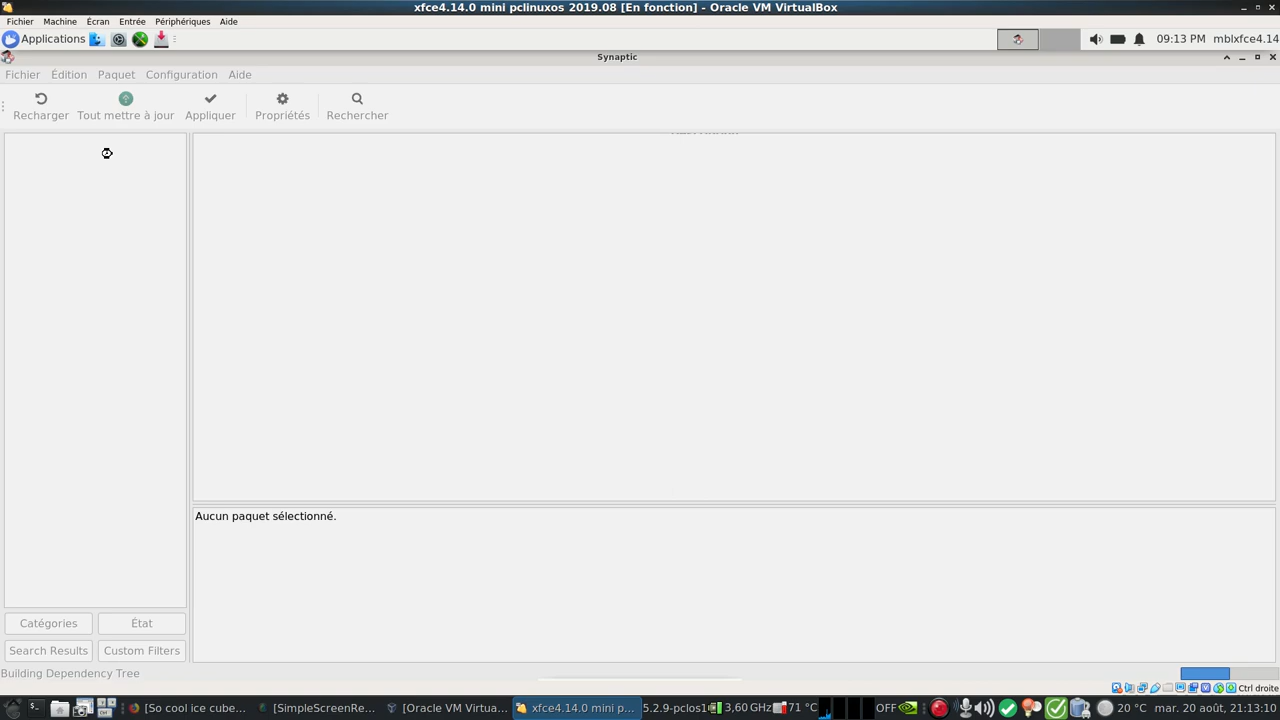 xfce4.14.0 mini pclinuxos 2019.08 [En fonction] - Oracle VM VirtualBox
Fichier Machine Écran Entrée Périphériques Aide
Applications 09:13 PM mblxfce4.14
Synaptic
Fichier Édition Paquet Configuration Aide
Recharger Tout mettre à jour Appliquer Propriétés Rechercher
Aucun paquet sélectionné.
Catégories État
Search Results Custom Filters
Building Dependency Tree
Ctrl droite
[So cool ice cube... [SimpleScreenRe... [Oracle VM Virtua... xfce4.14.0 mini p... 5.2.9-pclos1 3,60 GHz 71 °C OFF 20 °C mar. 20 août, 21:13:10